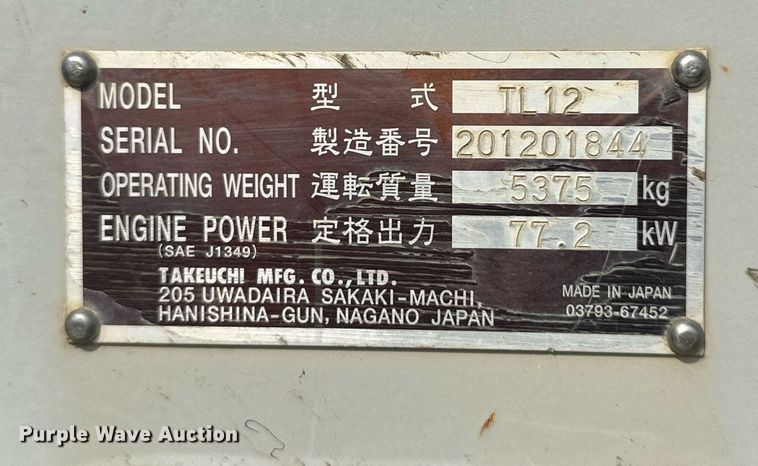 MODEL 型 式 TL12
SERIAL NO. 製造番号 201201844
OPERATING WEIGHT 運転質量 5375 kg
ENGINE POWER 定格出力 77.2 kW
(SAE J1349)
TAKEUCHI MFG. CO.,LTD.
205 UWADAIRA SAKAKI-MACHI,
HANISHINA-GUN, NAGANO JAPAN
MADE IN JAPAN
03793-67452
Purple Wave Auction